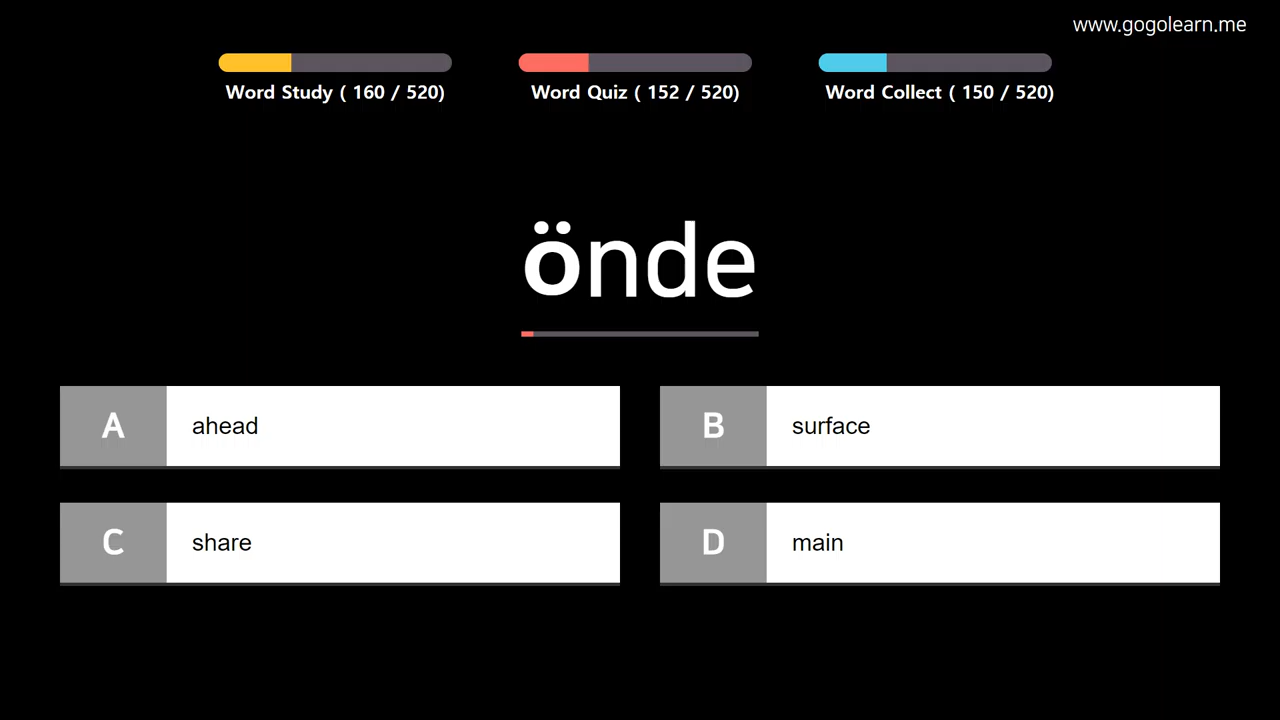 www.gogolearn.me
Word Study ( 160 / 520)
Word Quiz ( 152 / 520)
Word Collect ( 150 / 520)
önde
A ahead
B surface
C share
D main